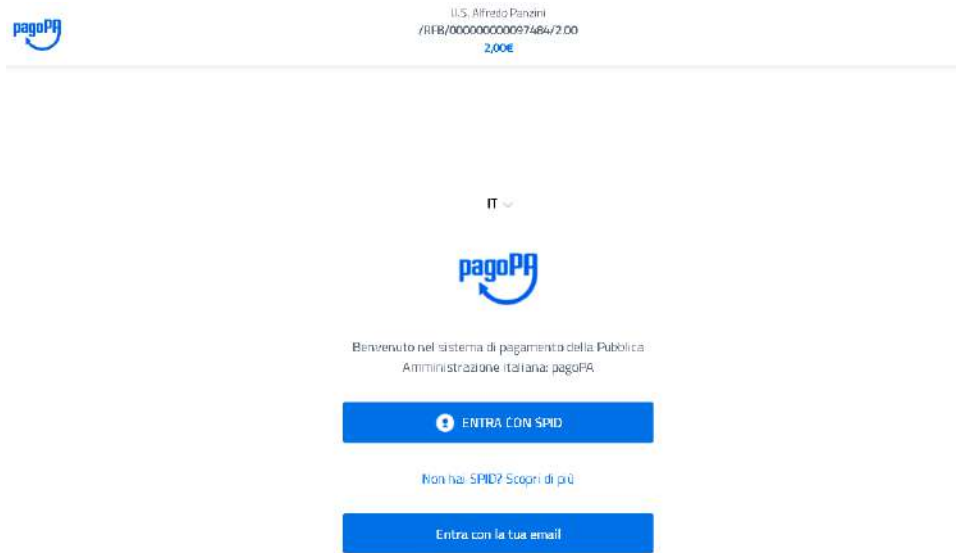 pagoPA
U.S. Alfredo Panzini
/RFB/000000000097484/2.00
2,00€
IT
pagoPA
Benvenuto nel sistema di pagamento della Pubblica
Amministrazione italiana: pagoPA
ENTRA CON SPID
Non hai SPID? Scopri di più
Entra con la tua email